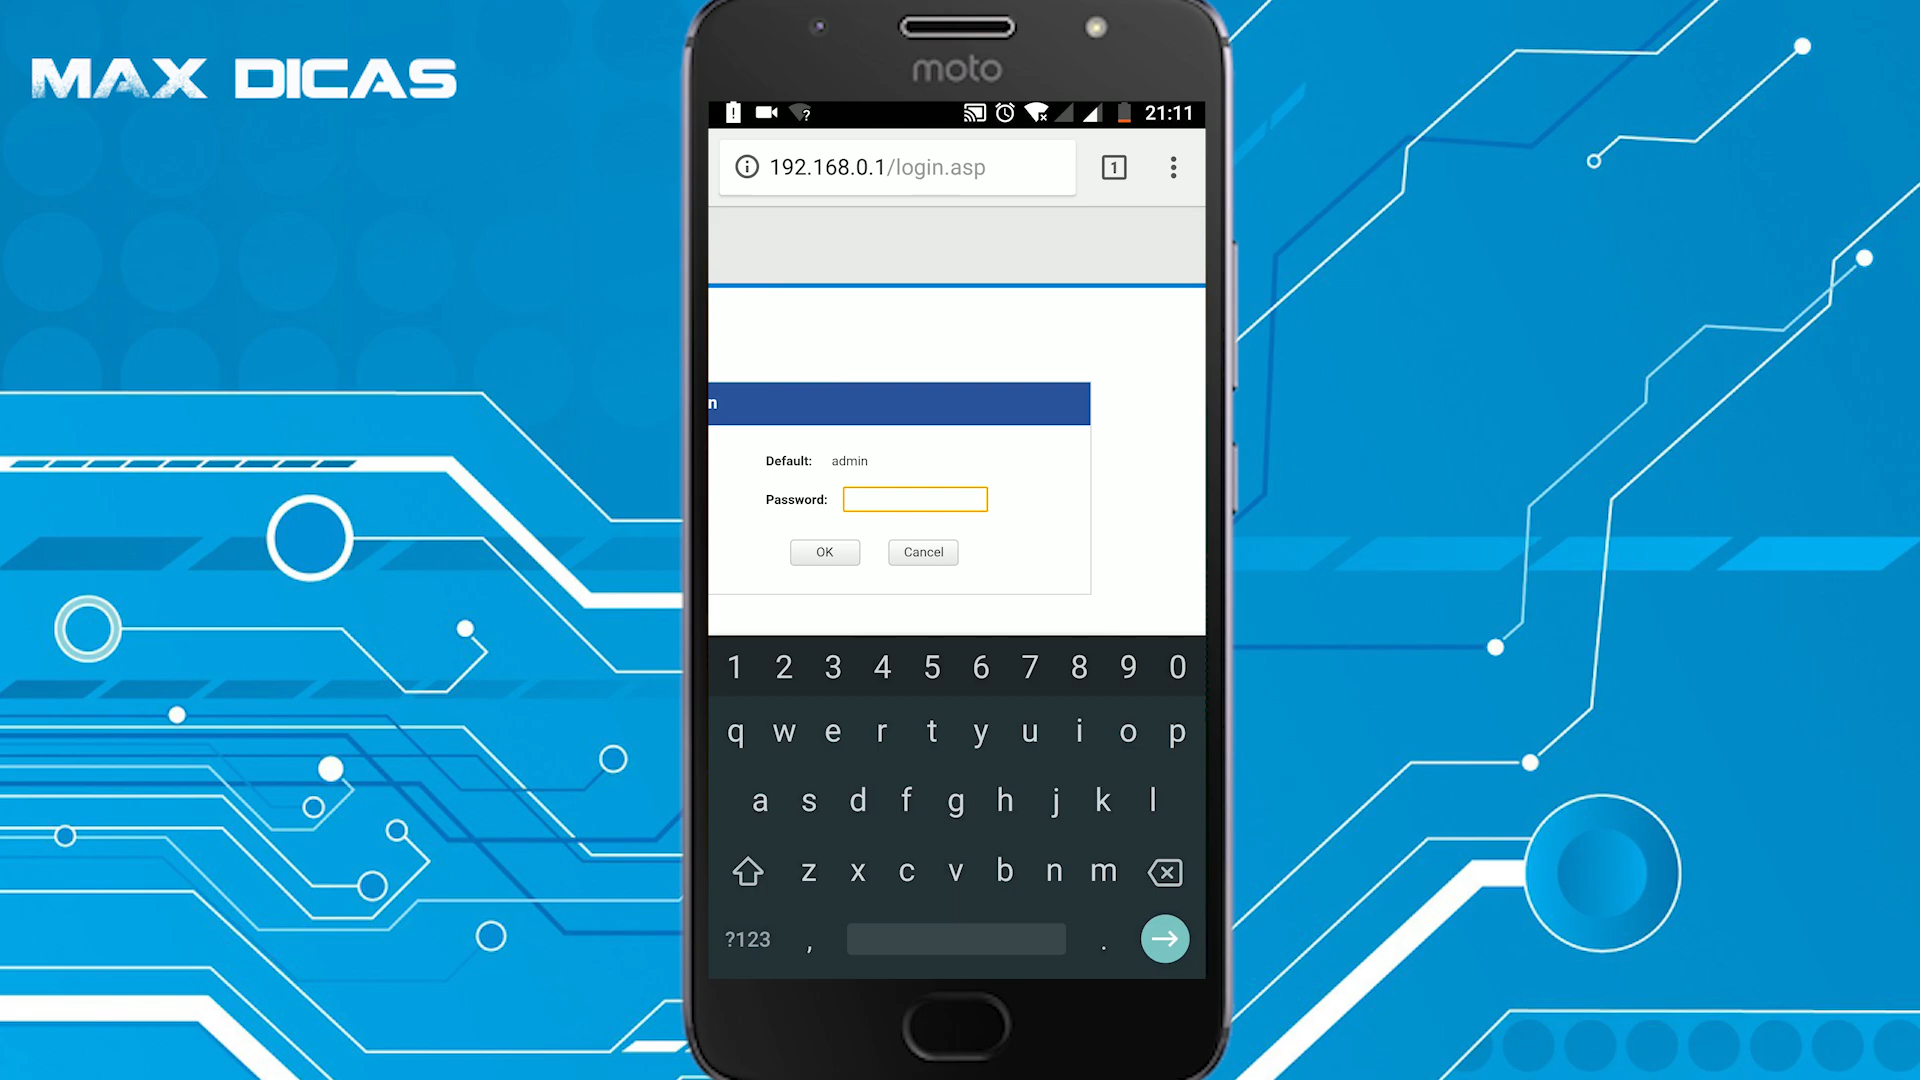 MAX DICAS
moto
21:11
192.168.0.1/login.asp
1
n
Default: admin
Password:
OK Cancel
1 2 3 4 5 6 7 8 9 0
q w e r t y u i o p
a s d f g h j k l
z x c v b n m
?123 , .